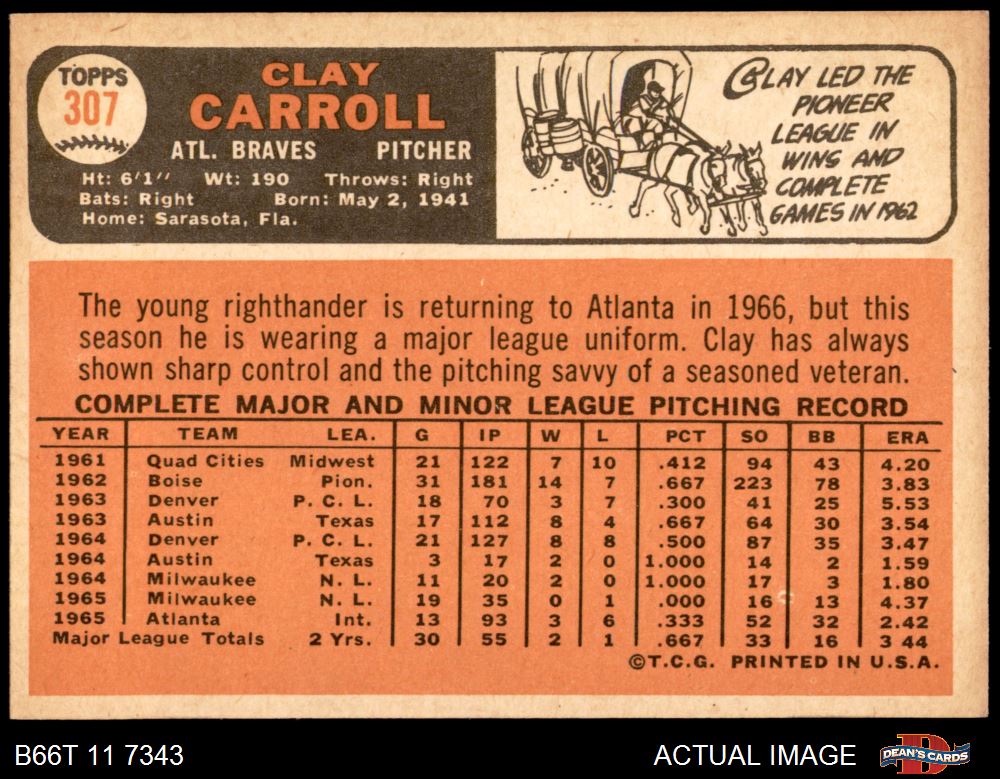 TOPPS
307
CLAY
CARROLL
ATL. BRAVES PITCHER
Ht: 6'1" Wt: 190 Throws: Right
Bats: Right Born: May 2, 1941
Home: Sarasota, Fla.
CLAY LED THE
PIONEER
LEAGUE IN
WINS AND
COMPLETE
GAMES IN 1962
The young righthander is returning to Atlanta in 1966, but this
season he is wearing a major league uniform. Clay has always
shown sharp control and the pitching savvy of a seasoned veteran.
COMPLETE MAJOR AND MINOR LEAGUE PITCHING RECORD
YEAR TEAM LEA. G IP W L PCT SO BB ERA
1961 Quad Cities Midwest 21 122 7 10 .412 94 43 4.20
1962 Boise Pion. 31 181 14 7 .667 223 78 3.83
1963 Denver P. C. L. 18 70 3 7 .300 41 25 5.53
1963 Austin Texas 17 112 8 4 .667 64 30 3.54
1964 Denver P. C. L. 21 127 8 8 .500 87 35 3.47
1964 Austin Texas 3 17 2 0 1.000 14 2 1.59
1964 Milwaukee N. L. 11 20 2 0 1.000 17 3 1.80
1965 Milwaukee N. L. 19 35 0 1 .000 16 13 4.37
1965 Atlanta Int. 13 93 3 6 .333 52 32 2.42
Major League Totals 2 Yrs. 30 55 2 1 .667 33 16 3 44
©T.C.G. PRINTED IN U.S.A.
B66T 11 7343 ACTUAL IMAGE DEAN'S CARDS